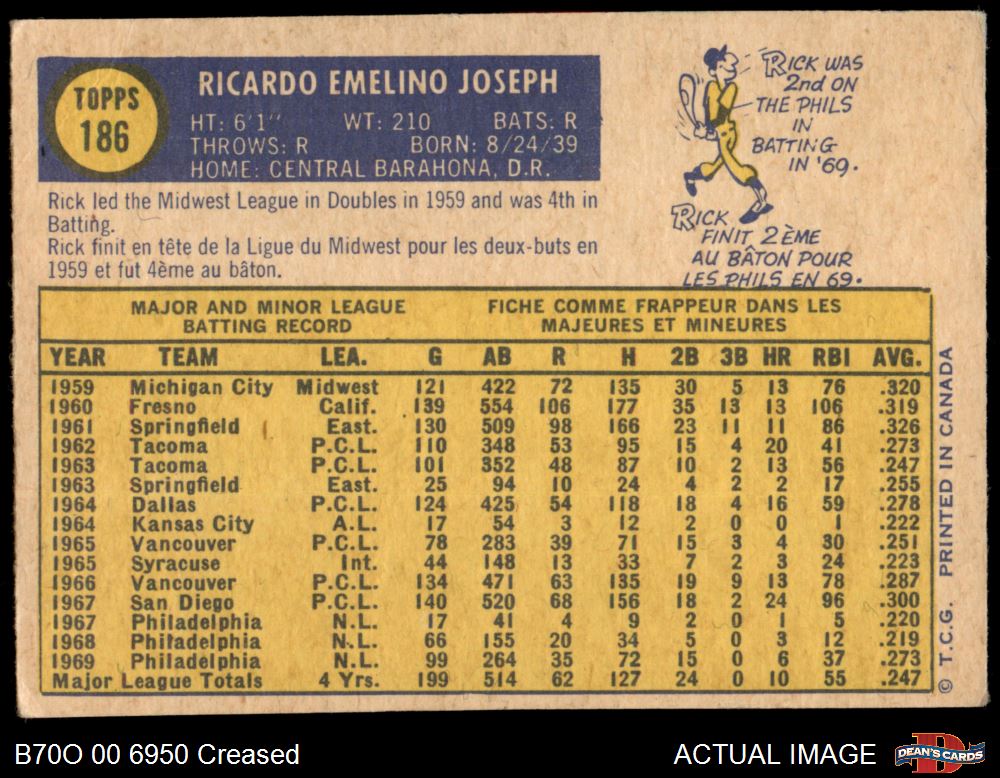 TOPPS
186
RICARDO EMELINO JOSEPH
HT: 6'1" WT: 210 BATS: R
THROWS: R BORN: 8/24/39
HOME: CENTRAL BARAHONA, D.R.
RICK WAS
2nd ON
THE PHILS
IN
BATTING
IN '69.
RICK
FINIT 2ÈME
AU BÂTON POUR
LES PHILS EN 69.
Rick led the Midwest League in Doubles in 1959 and was 4th in
Batting.
Rick finit en tête de la Ligue du Midwest pour les deux-buts en
1959 et fut 4ème au bâton.
MAJOR AND MINOR LEAGUE
BATTING RECORD
FICHE COMME FRAPPEUR DANS LES
MAJEURES ET MINEURES
YEAR TEAM LEA. G AB R H 2B 3B HR RBI AVG.
1959 Michigan City Midwest 121 422 72 135 30 5 13 76 .320
1960 Fresno Calif. 139 554 106 177 35 13 13 106 .319
1961 Springfield East. 130 509 98 166 23 11 11 86 .326
1962 Tacoma P.C.L. 110 348 53 95 15 4 20 41 .273
1963 Tacoma P.C.L. 101 352 48 87 10 2 13 56 .247
1963 Springfield East. 25 94 10 24 4 2 2 17 .255
1964 Dallas P.C.L. 124 425 54 118 18 4 16 59 .278
1964 Kansas City A.L. 17 54 3 12 2 0 0 1 .222
1965 Vancouver P.C.L. 78 283 39 71 15 3 4 30 .251
1965 Syracuse Int. 44 148 13 33 7 2 3 24 .223
1966 Vancouver P.C.L. 134 471 63 135 19 9 13 78 .287
1967 San Diego P.C.L. 140 520 68 156 18 2 24 96 .300
1967 Philadelphia N.L. 17 41 4 9 2 0 1 5 .220
1968 Philadelphia N.L. 66 155 20 34 5 0 3 12 .219
1969 Philadelphia N.L. 99 264 35 72 15 0 6 37 .273
Major League Totals 4 Yrs. 199 514 62 127 24 0 10 55 .247
© T.C.G. PRINTED IN CANADA
B70O 00 6950 Creased
ACTUAL IMAGE
DEAN'S CARDS